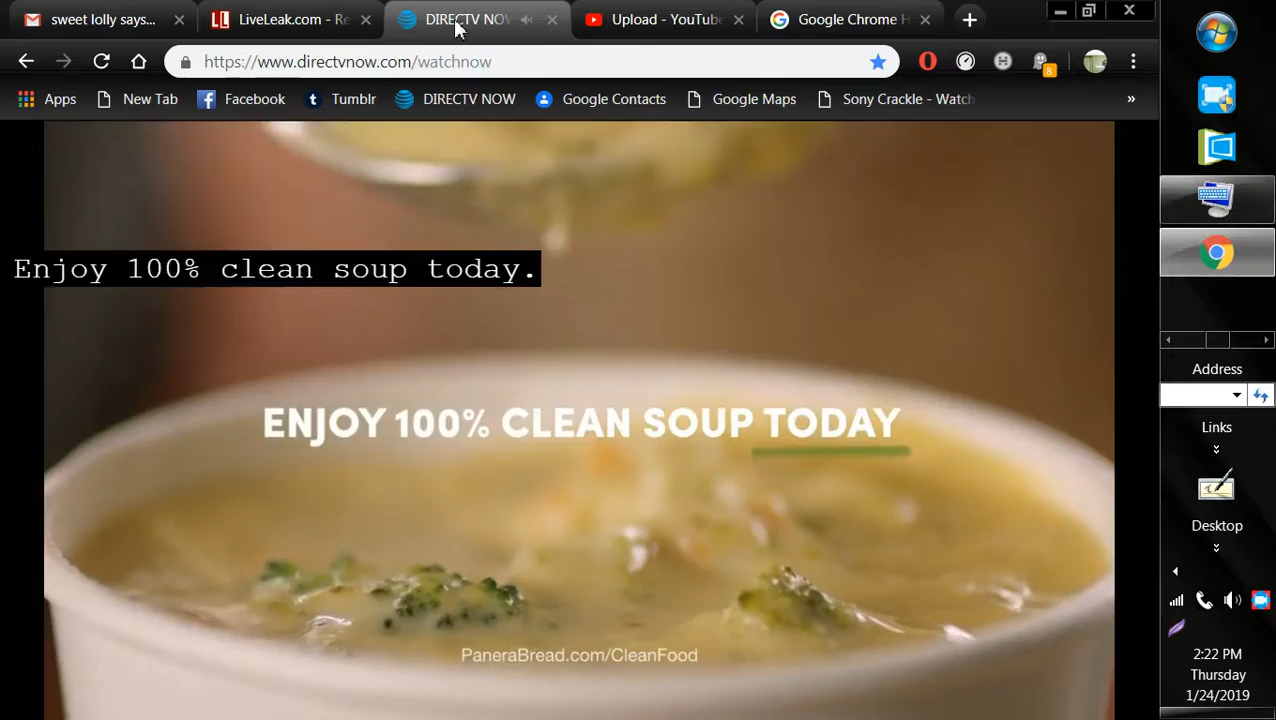 sweet lolly says...
LiveLeak.com - Re
DIRECTV NOW
Upload - YouTube
Google Chrome H
https://www.directvnow.com/watchnow
8
Apps
New Tab
Facebook
Tumblr
DIRECTV NOW
Google Contacts
Google Maps
Sony Crackle - Watch
»
Enjoy 100% clean soup today.
ENJOY 100% CLEAN SOUP TODAY
PaneraBread.com/CleanFood
Address
Links
Desktop
2:22 PM
Thursday
1/24/2019